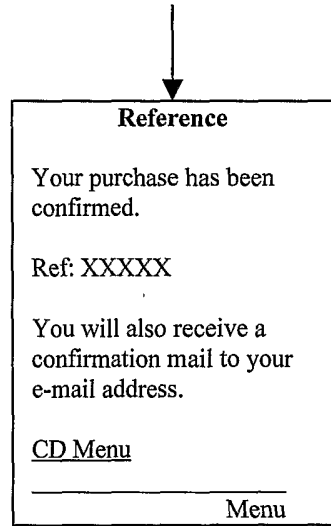 Reference
Your purchase has been
confirmed.
Ref: XXXXX
You will also receive a
confirmation mail to your
e-mail address.
CD Menu
Menu